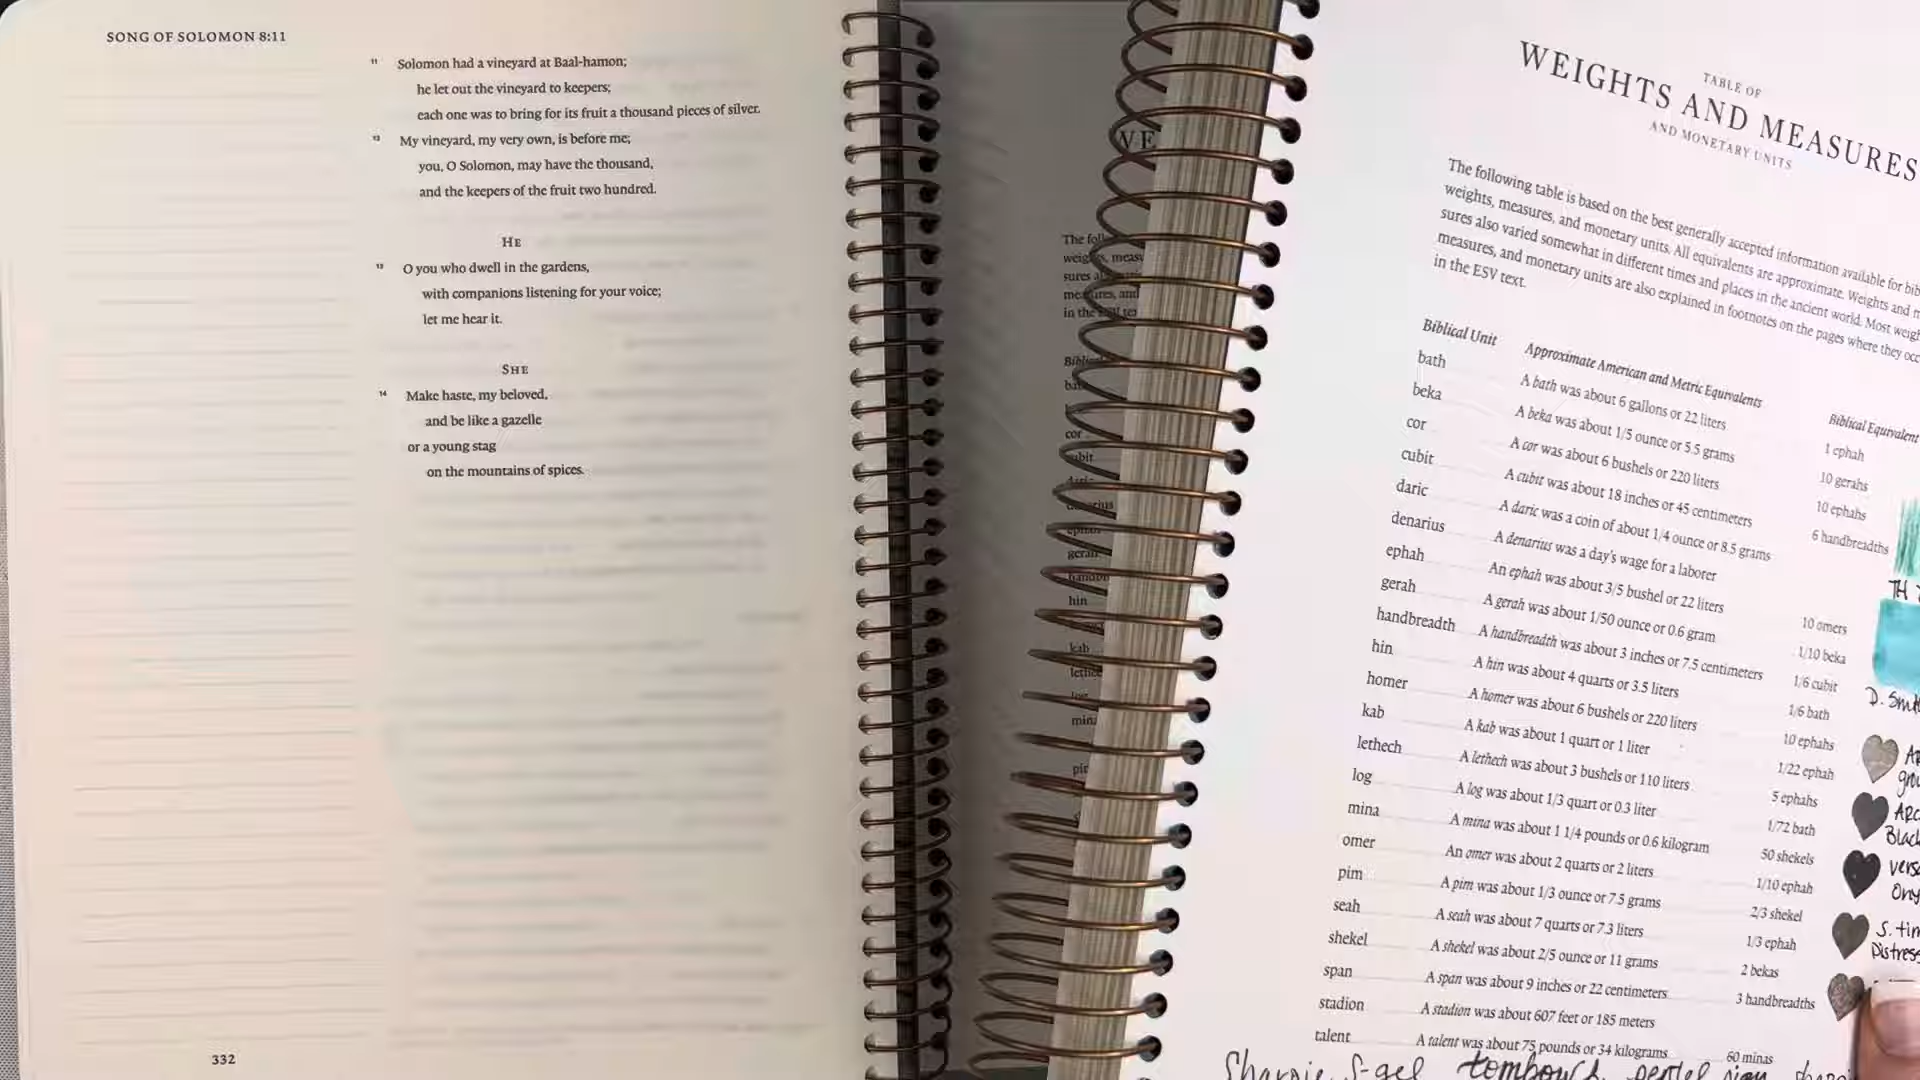 SONG OF SOLOMON 8:11
11 Solomon had a vineyard at Baal-hamon;
he let out the vineyard to keepers;
each one was to bring for its fruit a thousand pieces of silver.
12 My vineyard, my very own, is before me;
you, O Solomon, may have the thousand,
and the keepers of the fruit two hundred.
HE
13 O you who dwell in the gardens,
with companions listening for your voice;
let me hear it.
SHE
14 Make haste, my beloved,
and be like a gazelle
or a young stag
on the mountains of spices.
332
TABLE OF
WEIGHTS AND MEASURES
AND MONETARY UNITS
The following table is based on the best generally accepted information available for
weights, measures, and monetary units. All equivalents are approximate. Weights and
sures also varied somewhat in different times and places in the ancient world. Most
measures, and monetary units are also explained in footnotes on the pages where they
in the ESV text.
Biblical Unit Approximate American and Metric Equivalents Biblical Equivalent
bath A bath was about 6 gallons or 22 liters 1 ephah
beka A beka was about 1/5 ounce or 5.5 grams 10 gerahs
cor A cor was about 6 bushels or 220 liters 10 ephahs
cubit A cubit was about 18 inches or 45 centimeters 6 handbreadths
daric A daric was a coin of about 1/4 ounce or 8.5 grams
denarius A denarius was a day's wage for a laborer
ephah An ephah was about 3/5 bushel or 22 liters 10 omers
gerah A gerah was about 1/50 ounce or 0.6 gram 1/10 beka
handbreadth A handbreadth was about 3 inches or 7.5 centimeters 1/6 cubit
hin A hin was about 4 quarts or 3.5 liters 1/6 bath
homer A homer was about 6 bushels or 220 liters 10 ephahs
kab A kab was about 1 quart or 1 liter 1/22 ephah
lethech A lethech was about 3 bushels or 110 liters 5 ephahs
log A log was about 1/3 quart or 0.3 liter 1/72 bath
mina A mina was about 1 1/4 pounds or 0.6 kilogram 50 shekels
omer An omer was about 2 quarts or 2 liters 1/10 ephah
pim A pim was about 1/3 ounce or 7.5 grams 2/3 shekel
seah A seah was about 7 quarts or 7.3 liters 1/3 ephah
shekel A shekel was about 2/5 ounce or 11 grams 2 bekas
span A span was about 9 inches or 22 centimeters 3 handbreadths
stadion A stadion was about 607 feet or 185 meters
talent A talent was about 75 pounds or 34 kilograms 60 minas
Sharpie S-gel tombow